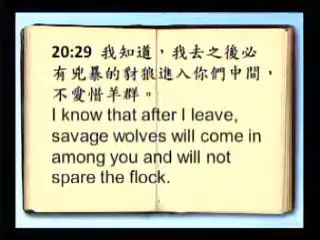 20:29 我知道，我去之後必
有兇暴的豺狼進入你們中間，
不愛惜羊群。
I know that after I leave,
savage wolves will come in
among you and will not
spare the flock.